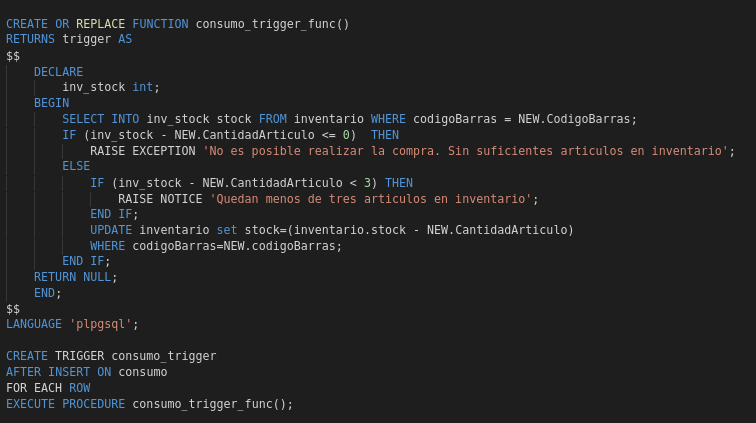 CREATE OR REPLACE FUNCTION consumo_trigger_func()
RETURNS trigger AS
$$
    DECLARE
        inv_stock int;
    BEGIN
        SELECT INTO inv_stock stock FROM inventario WHERE codigoBarras = NEW.CodigoBarras;
        IF (inv_stock - NEW.CantidadArticulo <= 0)  THEN
            RAISE EXCEPTION 'No es posible realizar la compra. Sin suficientes articulos en inventario';
        ELSE
            IF (inv_stock - NEW.CantidadArticulo < 3) THEN
                RAISE NOTICE 'Quedan menos de tres articulos en inventario';
            END IF;
            UPDATE inventario set stock=(inventario.stock - NEW.CantidadArticulo)
            WHERE codigoBarras=NEW.codigoBarras;
        END IF;
    RETURN NULL;
    END;
$$
LANGUAGE 'plpgsql';

CREATE TRIGGER consumo_trigger
AFTER INSERT ON consumo
FOR EACH ROW
EXECUTE PROCEDURE consumo_trigger_func();